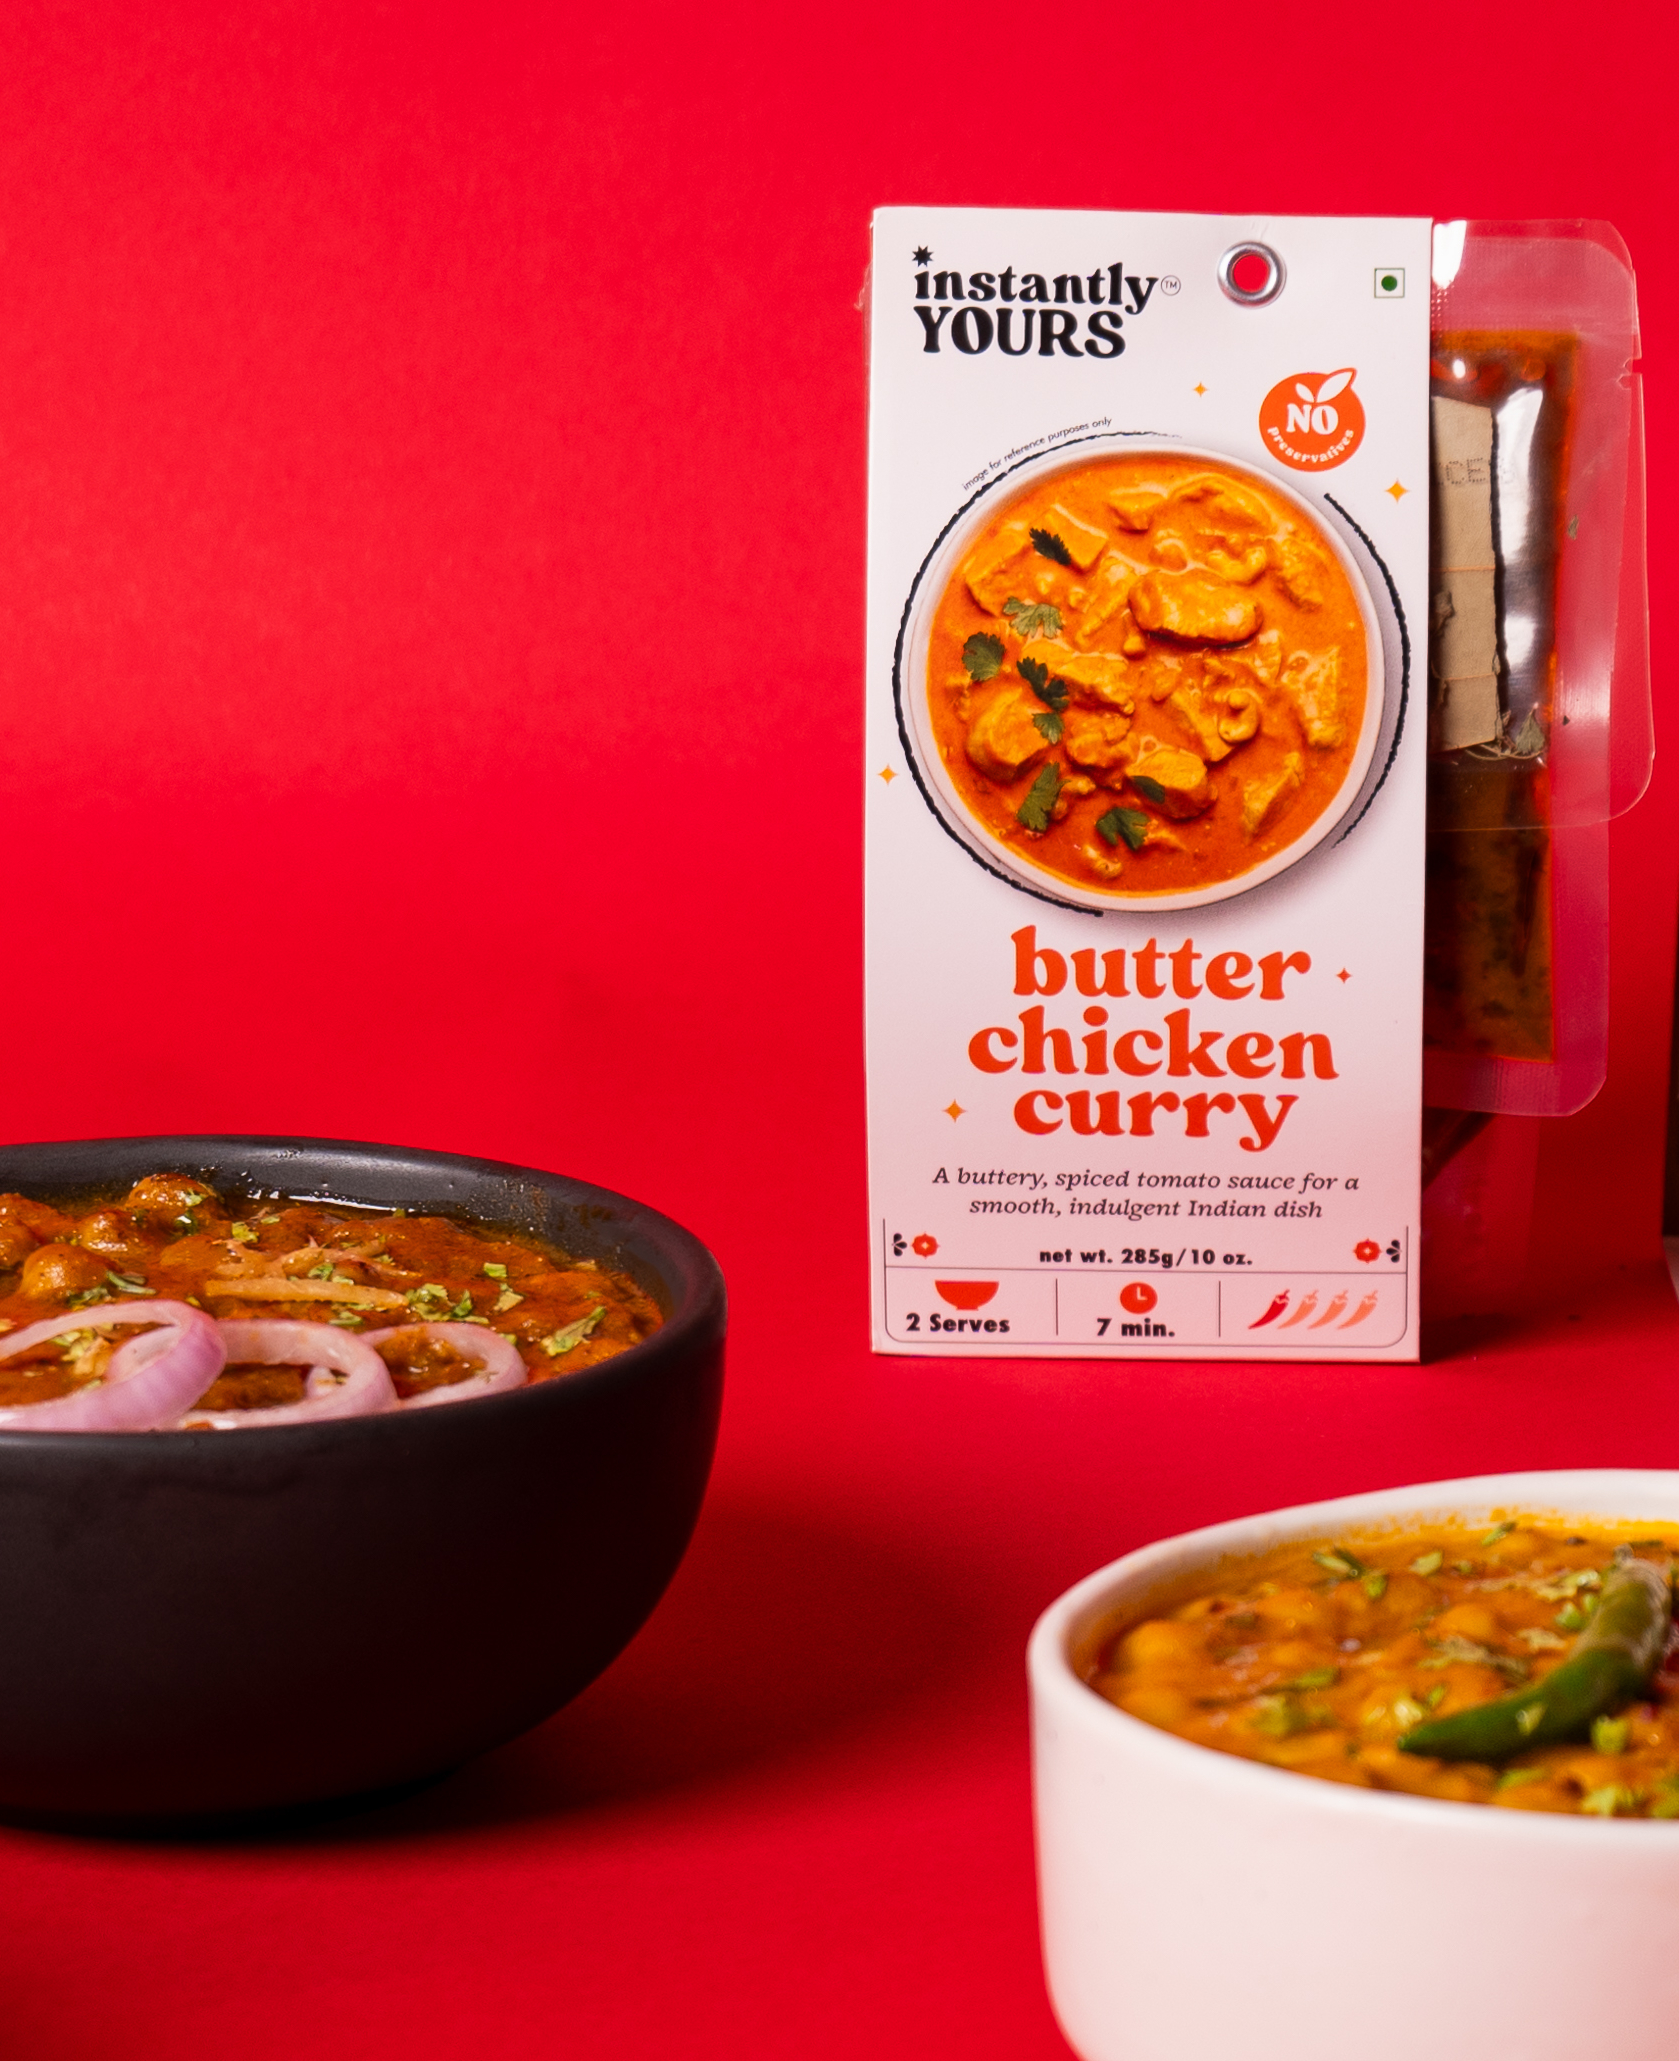 instantly™
YOURS
NO
preservatives
image for reference purposes only
CE
butter
chicken
curry
A buttery, spiced tomato sauce for a
smooth, indulgent Indian dish
net wt. 285g/10 oz.
2 Serves
7 min.